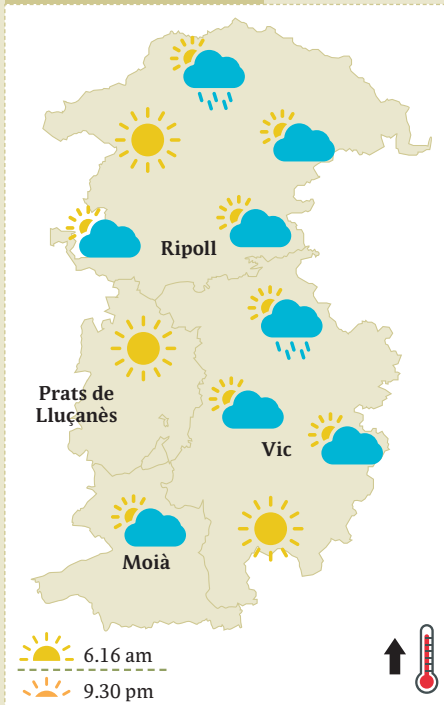 Ripoll
Prats de
Lluçanès
Vic
Moià
6.16 am
9.30 pm